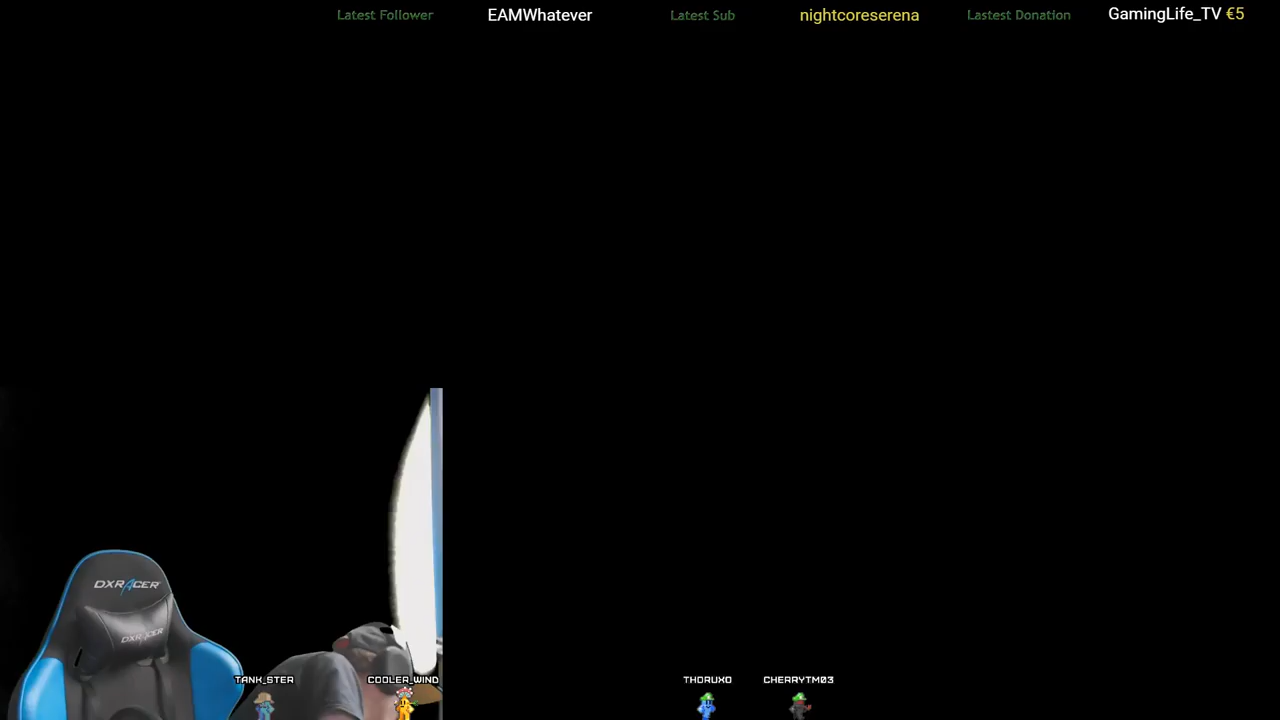 Latest Follower EAMWhatever Latest Sub nightcoreserena Lastest Donation GamingLife_TV €5
DXRACER
DXRACER
TANK_STER COOLER_WIND THORUXO CHERRYTM03